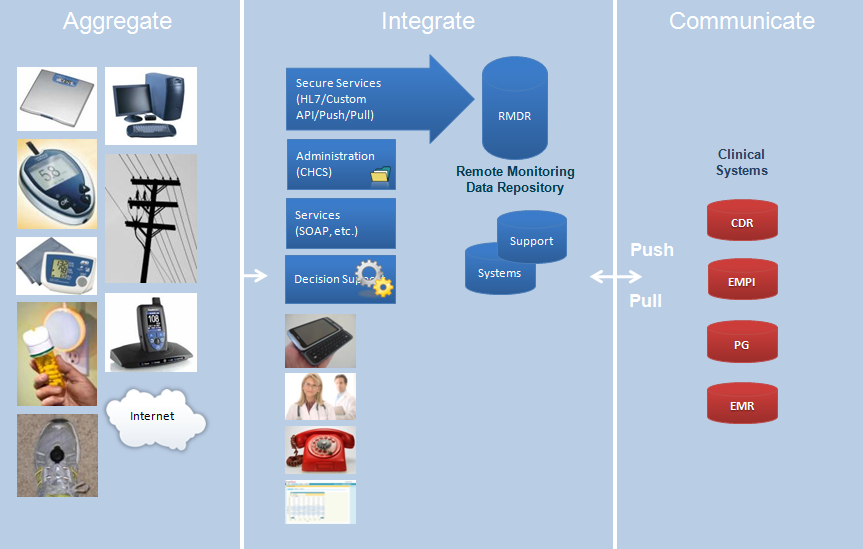 Aggregate
Integrate
Communicate
Secure Services
(HL7/Custom
API/Push/Pull)
RMDR
Remote Monitoring
Data Repository
Administration
(CHCS)
Services
(SOAP, etc.)
Decision
Support
Systems
Clinical
Systems
CDR
EMPI
PG
EMR
Push
Pull
Internet
108